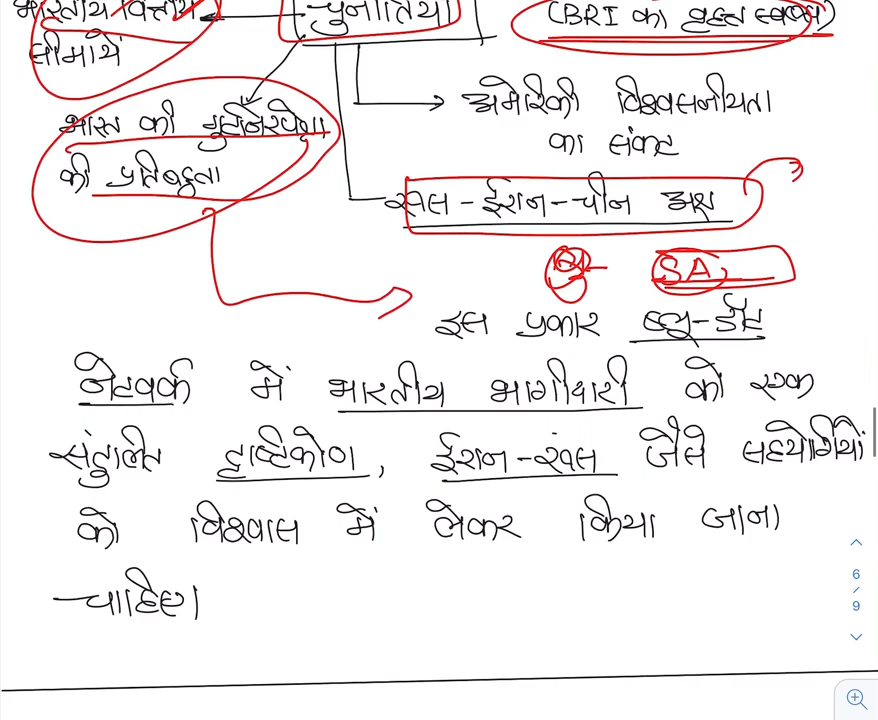 भारतीय वित्तीय
चुनौतियाँ
(BRI का वृहत स्वरूप)
सीमायें
अमेरिकी विश्वसनीयता
का संकट
भारत की गुटनिरपेक्षता
की प्रतिबद्धता
रूस - ईरान - चीन अक्ष
SA
इस प्रकार ब्लू-डॉट
नेटवर्क में भारतीय भागीदारी को एक
संतुलित दृष्टिकोण, ईरान-रूस जैसे सहयोगियों
को विश्वास में लेकर किया जाना
चाहिए।
6
/
9